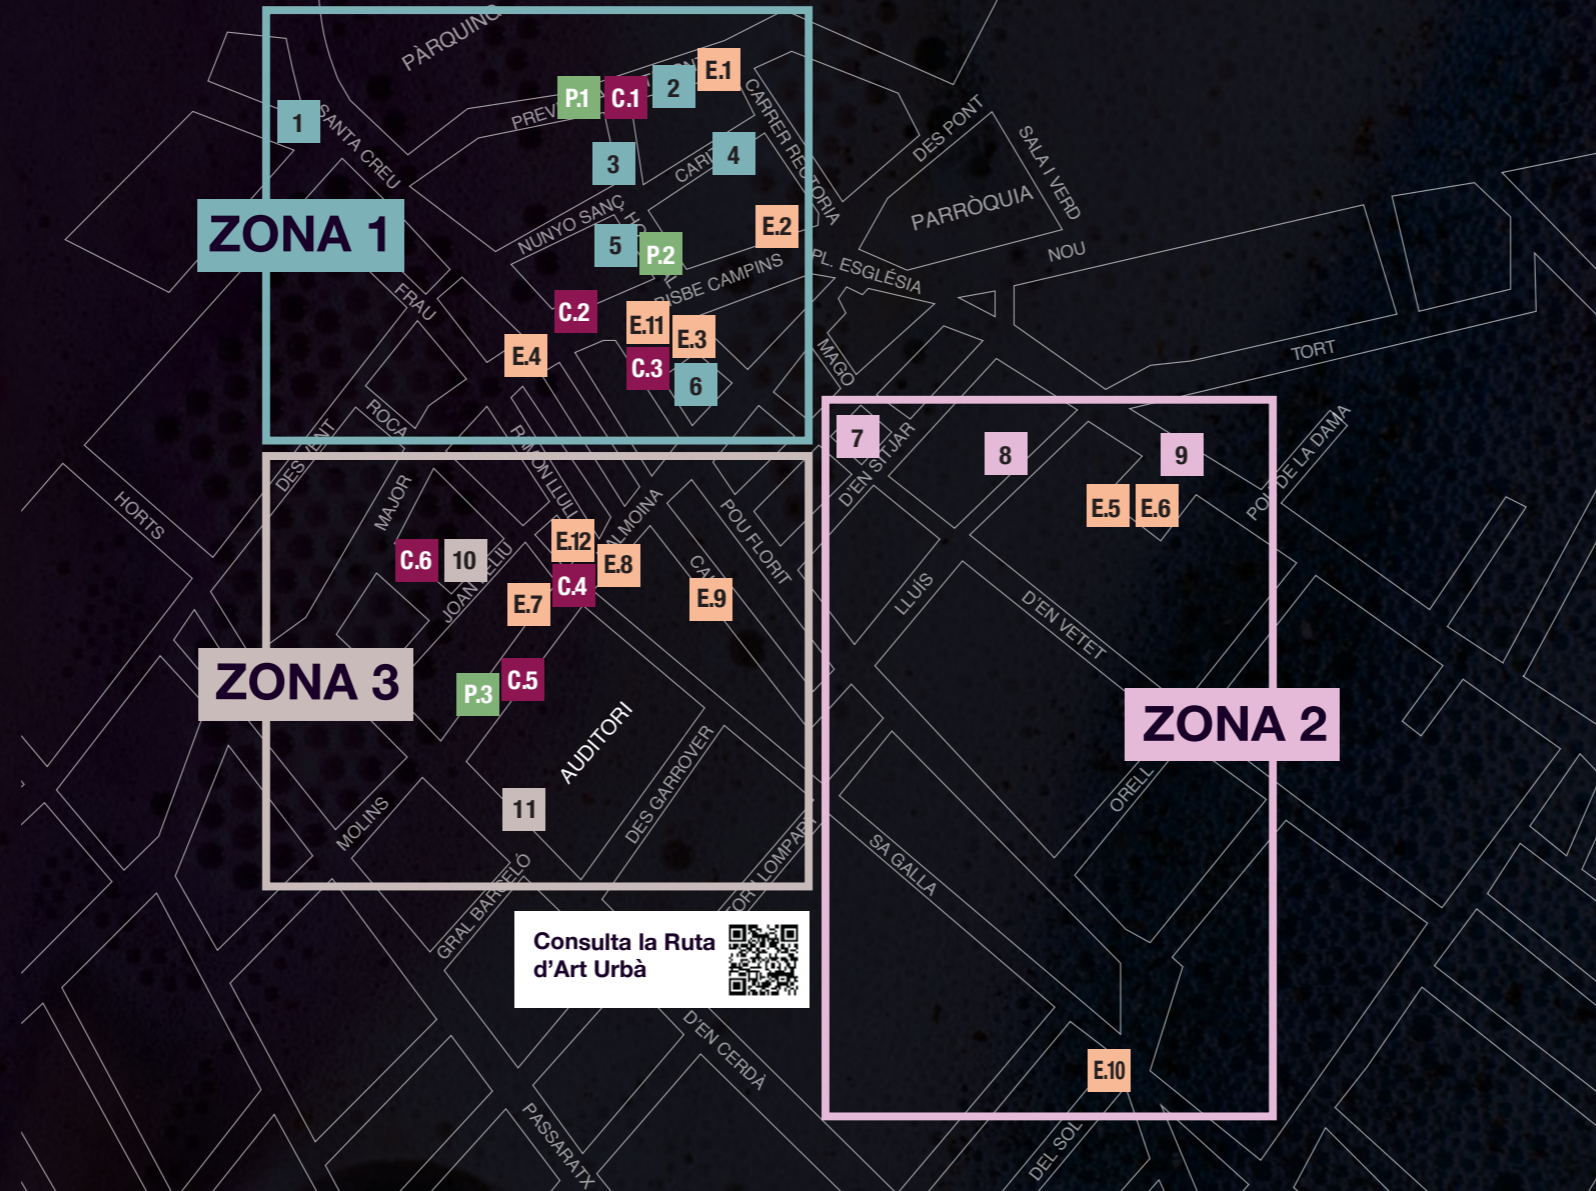 PÀRQUING
E.1
2
P.1
C.1
CARRER RECTORIA
DES PONT
1
SANTA CREU
SALA I VERD
3
4
PARRÒQUIA
ZONA 1
NUNYO SANÇ
E.2
5
P.2
NOU
PL. ESGLÉSIA
BISBE CAMPINS
FRAU
C.2
E.11
E.3
E.4
C.3
6
MAGO
TORT
ROCA
DES VENT
RAMON LLULL
7
D'EN SITJAR
8
9
POU DE LA DAMA
HORTS
MAJOR
ALMOINA
POU FLORIT
E.5
E.6
C.6
10
E.12
E.8
C.4
E.7
E.9
LLUÍS
D'EN VETET
ZONA 3
P.3
C.5
ZONA 2
AUDITORI
DES GARROVER
11
MOLINS
ORELL
SA GALLA
GRAL BARCELÓ
Consulta la Ruta
d'Art Urbà
D'EN CERDÀ
E.10
PASSARATX
DEL SOL